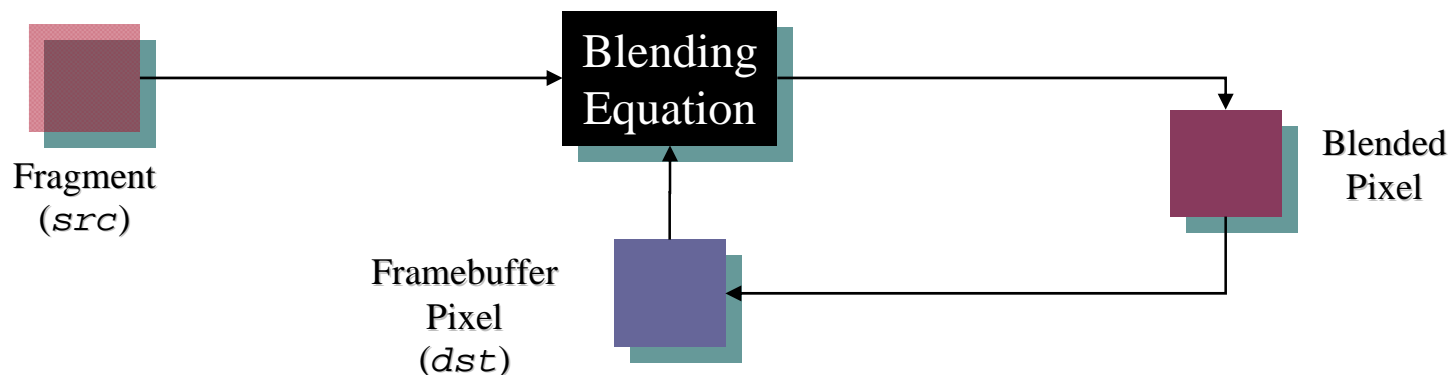 Blending
Equation
Fragment
(src)
Blended
Pixel
Framebuffer
Pixel
(dst)